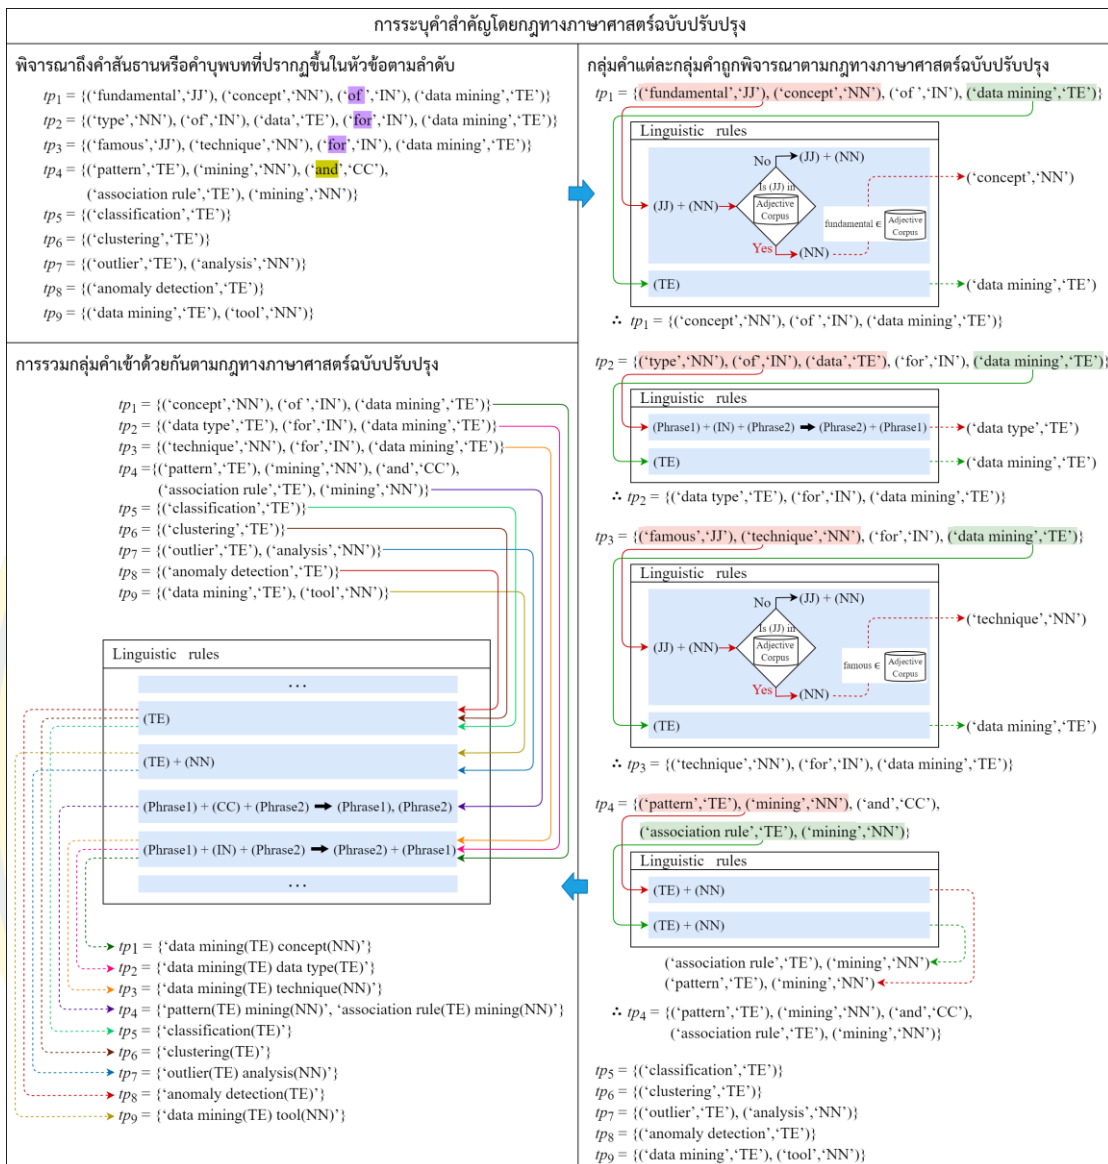 การระบุคำสำคัญโดยกฎทางภาษาศาสตร์ฉบับปรับปรุง
พิจารณาถึงคำสันธานหรือคำบุพบทที่ปรากฏขึ้นในหัวข้อตามลำดับ
tp1 = {(‘fundamental’,‘JJ’), (‘concept’,‘NN’), (‘of ’,‘IN’), (‘data mining’,‘TE’)}
tp2 = {(‘type’,‘NN’), (‘of’,‘IN’), (‘data’,‘TE’), (‘for’,‘IN’), (‘data mining’,‘TE’)}
tp3 = {(‘famous’,‘JJ’), (‘technique’,‘NN’), (‘for’,‘IN’), (‘data mining’,‘TE’)}
tp4 = {(‘pattern’,‘TE’), (‘mining’,‘NN’), (‘and’,‘CC’),
(‘association rule’,‘TE’), (‘mining’,‘NN’)}
tp5 = {(‘classification’,‘TE’)}
tp6 = {(‘clustering’,‘TE’)}
tp7 = {(‘outlier’,‘TE’), (‘analysis’,‘NN’)}
tp8 = {(‘anomaly detection’,‘TE’)}
tp9 = {(‘data mining’,‘TE’), (‘tool’,‘NN’)}
กลุ่มคำแต่ละกลุ่มคำถูกพิจารณาตามกฎทางภาษาศาสตร์ฉบับปรับปรุง
tp1 = {(‘fundamental’,‘JJ’), (‘concept’,‘NN’), (‘of ’,‘IN’), (‘data mining’,‘TE’)}
Linguistic rules
No
(JJ) + (NN)
Is (JJ) in
Adjective
Corpus
(JJ) + (NN)
Yes
(NN)
fundamental ∈
Adjective
Corpus
(‘concept’,‘NN’)
(TE)
(‘data mining’,‘TE’)
∴ tp1 = {(‘concept’,‘NN’), (‘of ’,‘IN’), (‘data mining’,‘TE’)}
tp2 = {(‘type’,‘NN’), (‘of’,‘IN’), (‘data’,‘TE’), (‘for’,‘IN’), (‘data mining’,‘TE’)}
Linguistic rules
(Phrase1) + (IN) + (Phrase2) ➡ (Phrase2) + (Phrase1)
(‘data type’,‘TE’)
(TE)
(‘data mining’,‘TE’)
∴ tp2 = {(‘data type’,‘TE’), (‘for’,‘IN’), (‘data mining’,‘TE’)}
tp3 = {(‘famous’,‘JJ’), (‘technique’,‘NN’), (‘for’,‘IN’), (‘data mining’,‘TE’)}
Linguistic rules
No
(JJ) + (NN)
Is (JJ) in
Adjective
Corpus
(JJ) + (NN)
Yes
(NN)
famous ∈
Adjective
Corpus
(‘technique’,‘NN’)
(TE)
(‘data mining’,‘TE’)
∴ tp3 = {(‘technique’,‘NN’), (‘for’,‘IN’), (‘data mining’,‘TE’)}
tp4 = {(‘pattern’,‘TE’), (‘mining’,‘NN’), (‘and’,‘CC’),
(‘association rule’,‘TE’), (‘mining’,‘NN’)}
Linguistic rules
(TE) + (NN)
(TE) + (NN)
(‘association rule’,‘TE’), (‘mining’,‘NN’)
(‘pattern’,‘TE’), (‘mining’,‘NN’)
∴ tp4 = {(‘pattern’,‘TE’), (‘mining’,‘NN’), (‘and’,‘CC’),
(‘association rule’,‘TE’), (‘mining’,‘NN’)}
tp5 = {(‘classification’,‘TE’)}
tp6 = {(‘clustering’,‘TE’)}
tp7 = {(‘outlier’,‘TE’), (‘analysis’,‘NN’)}
tp8 = {(‘anomaly detection’,‘TE’)}
tp9 = {(‘data mining’,‘TE’), (‘tool’,‘NN’)}
การรวมกลุ่มคำเข้าด้วยกันตามกฎทางภาษาศาสตร์ฉบับปรับปรุง
tp1 = {(‘concept’,‘NN’), (‘of ’,‘IN’), (‘data mining’,‘TE’)}
tp2 = {(‘data type’,‘TE’), (‘for’,‘IN’), (‘data mining’,‘TE’)}
tp3 = {(‘technique’,‘NN’), (‘for’,‘IN’), (‘data mining’,‘TE’)}
tp4 ={(‘pattern’,‘TE’), (‘mining’,‘NN’), (‘and’,‘CC’),
(‘association rule’,‘TE’), (‘mining’,‘NN’)}
tp5 = {(‘classification’,‘TE’)}
tp6 = {(‘clustering’,‘TE’)}
tp7 = {(‘outlier’,‘TE’), (‘analysis’,‘NN’)}
tp8 = {(‘anomaly detection’,‘TE’)}
tp9 = {(‘data mining’,‘TE’), (‘tool’,‘NN’)}
Linguistic rules
...
(TE)
(TE) + (NN)
(Phrase1) + (CC) + (Phrase2) ➡ (Phrase1), (Phrase2)
(Phrase1) + (IN) + (Phrase2) ➡ (Phrase2) + (Phrase1)
...
tp1 = {‘data mining(TE) concept(NN)’}
tp2 = {‘data mining(TE) data type(TE)’}
tp3 = {‘data mining(TE) technique(NN)’}
tp4 = {‘pattern(TE) mining(NN)’, ‘association rule(TE) mining(NN)’}
tp5 = {‘classification(TE)’}
tp6 = {‘clustering(TE)’}
tp7 = {‘outlier(TE) analysis(NN)’}
tp8 = {‘anomaly detection(TE)’}
tp9 = {‘data mining(TE) tool(NN)’}